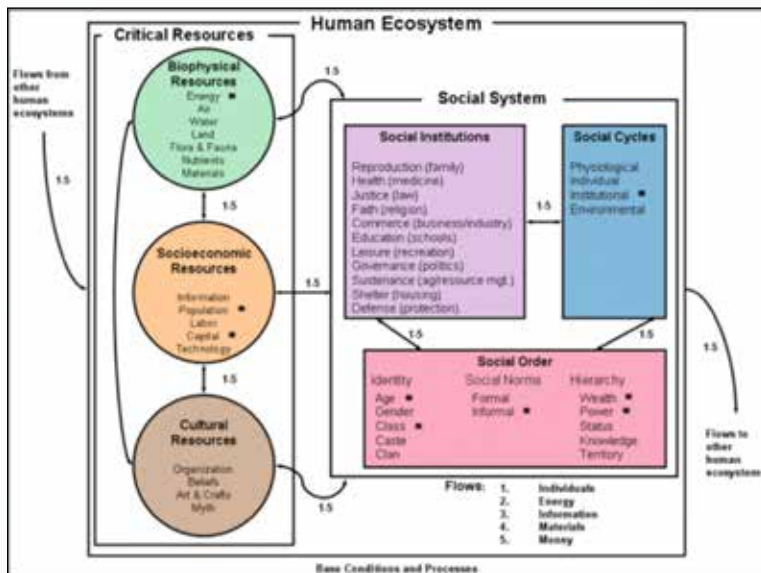 Human Ecosystem
Critical Resources
Flows from
other
human
ecosystems
1-5
Biophysical
Resources
Energy ■
Air
Water
Land
Flora & Fauna
Nutrients
Materials
1-5
1-5
Socioeconomic
Resources
Information
Population ■
Labor
Capital ■
Technology
1-5
1-5
Cultural
Resources
Organization
Beliefs
Art & Crafts
Myth
1-5
Social System
Social Institutions
Reproduction (family)
Health (medicine)
Justice (law)
Faith (religion)
Commerce (business/industry)
Education (schools)
Leisure (recreation)
Governance (politics)
Sustenance (ag/resource mgt.)
Shelter (housing)
Defense (protection)
1-5
Social Cycles
Physiological
Individual
Institutional ■
Environmental
1-5
1-5
Social Order
Identity
Age ■
Gender
Class ■
Caste
Clan
Social Norms
Formal
Informal ■
Hierarchy
Wealth ■
Power ■
Status
Knowledge
Territory
1-5
Flows to
other
human
ecosystem
Flows:
1. Individuals
2. Energy
3. Information
4. Materials
5. Money
Base Conditions and Processes